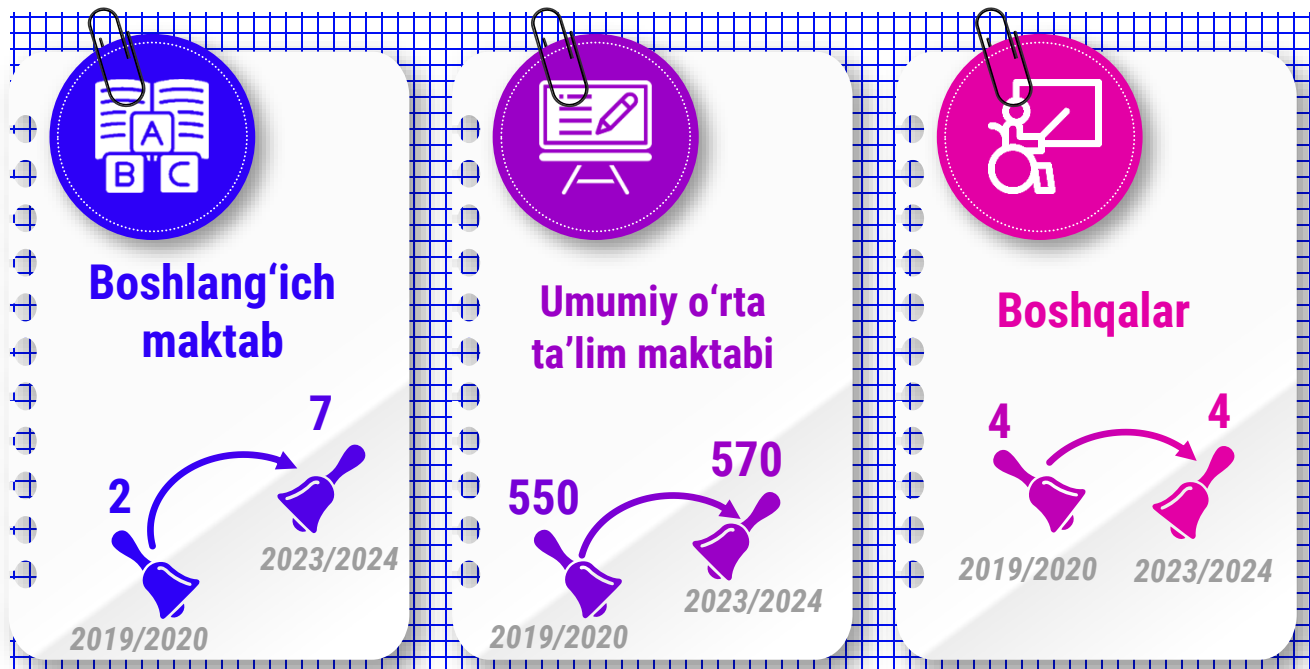 A
B C
Boshlang‘ich
maktab
7
2
2023/2024
2019/2020
Umumiy o‘rta
ta’lim maktabi
570
550
2023/2024
2019/2020
Boshqalar
4 4
2019/2020 2023/2024